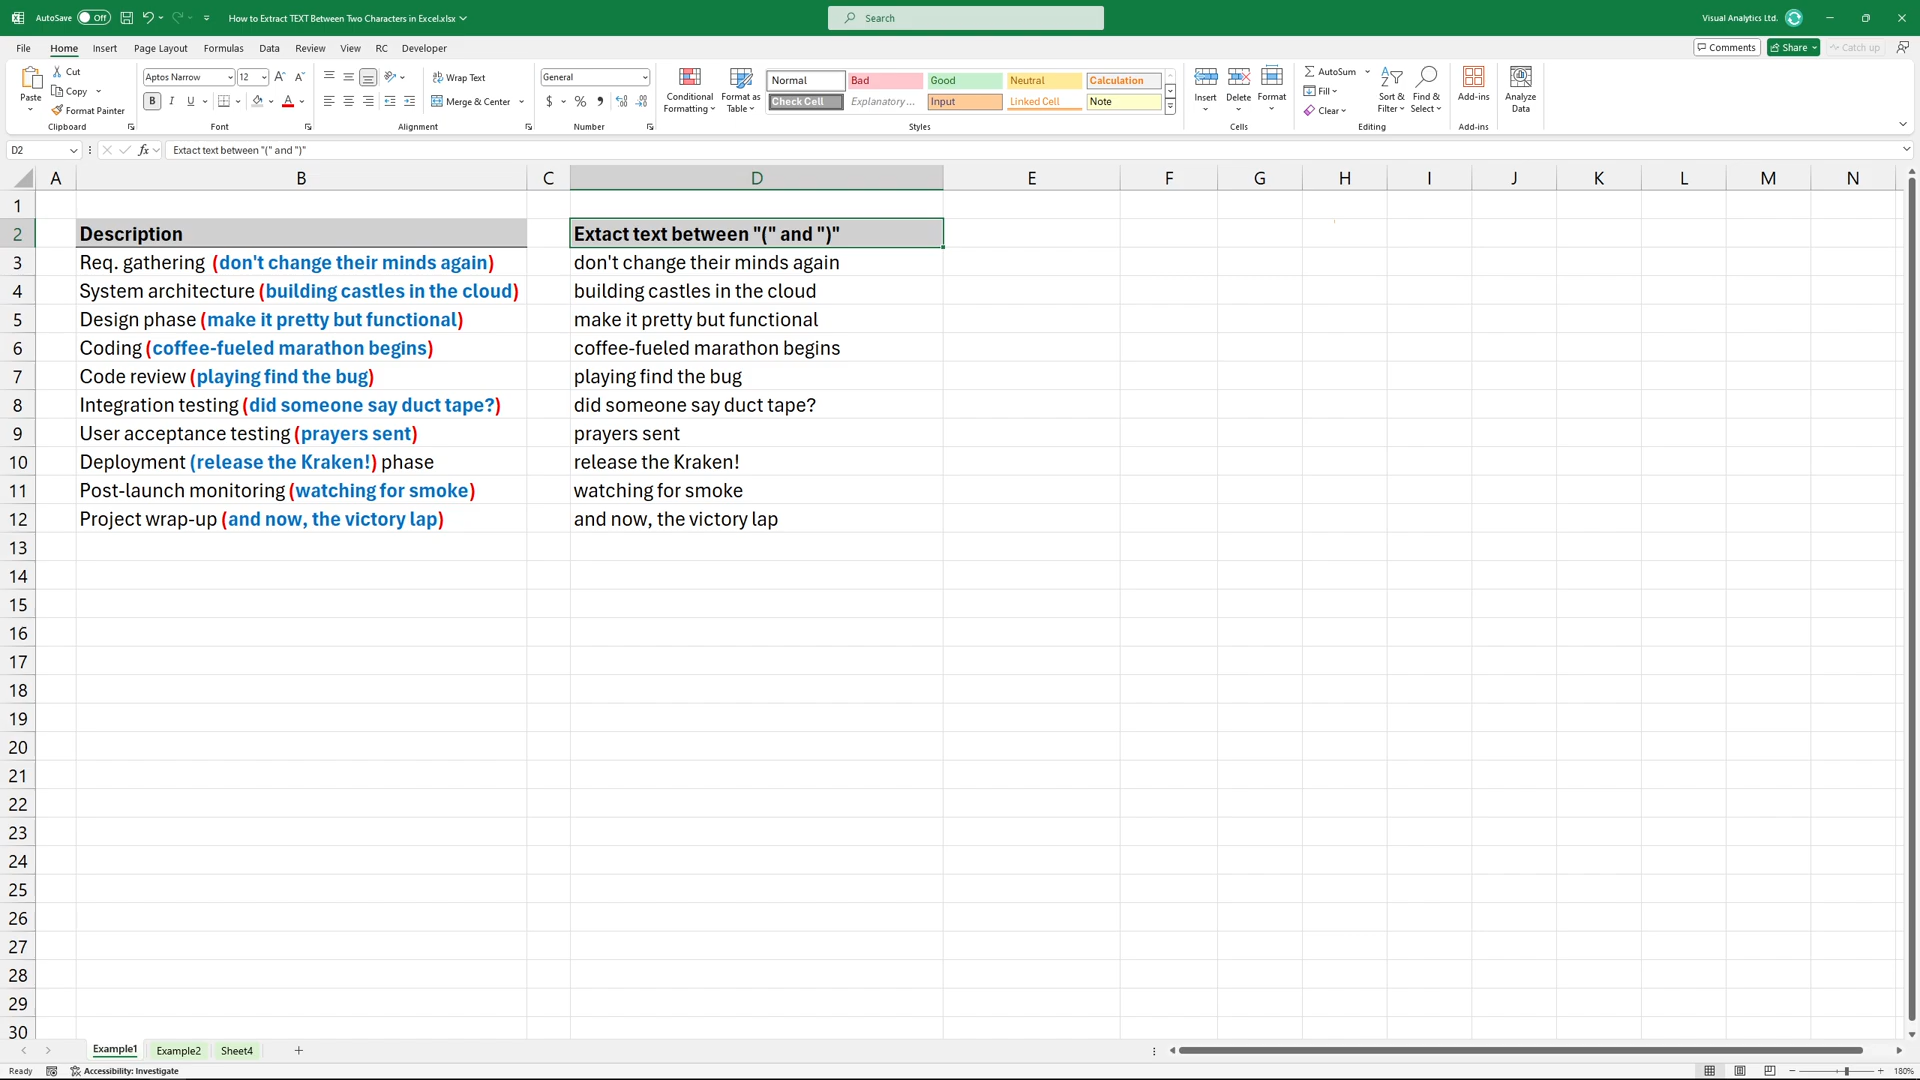 AutoSave Off How to Extract TEXT Between Two Characters in Excel.xlsx Search Visual Analytics Ltd.
File Home Insert Page Layout Formulas Data Review View RC Developer Comments Share Catch up
Paste Cut Copy Format Painter Clipboard
Aptos Narrow 12 B I U Font
Wrap Text Merge & Center Alignment
General $ % Number
Conditional Formatting Format as Table
Normal Bad Good Neutral Calculation
Check Cell Explanatory... Input Linked Cell Note
Styles
Insert Delete Format Cells
AutoSum Fill Clear Sort & Filter Find & Select Editing
Add-ins Add-ins
Analyze Data
D2 fx Extact text between "(" and ")"
A B C D E F G H I J K L M N
1
2 Description Extact text between "(" and ")"
3 Req. gathering (don't change their minds again) don't change their minds again
4 System architecture (building castles in the cloud) building castles in the cloud
5 Design phase (make it pretty but functional) make it pretty but functional
6 Coding (coffee-fueled marathon begins) coffee-fueled marathon begins
7 Code review (playing find the bug) playing find the bug
8 Integration testing (did someone say duct tape?) did someone say duct tape?
9 User acceptance testing (prayers sent) prayers sent
10 Deployment (release the Kraken!) phase release the Kraken!
11 Post-launch monitoring (watching for smoke) watching for smoke
12 Project wrap-up (and now, the victory lap) and now, the victory lap
13
14
15
16
17
18
19
20
21
22
23
24
25
26
27
28
29
30
Example1 Example2 Sheet4
Ready Accessibility: Investigate 180%